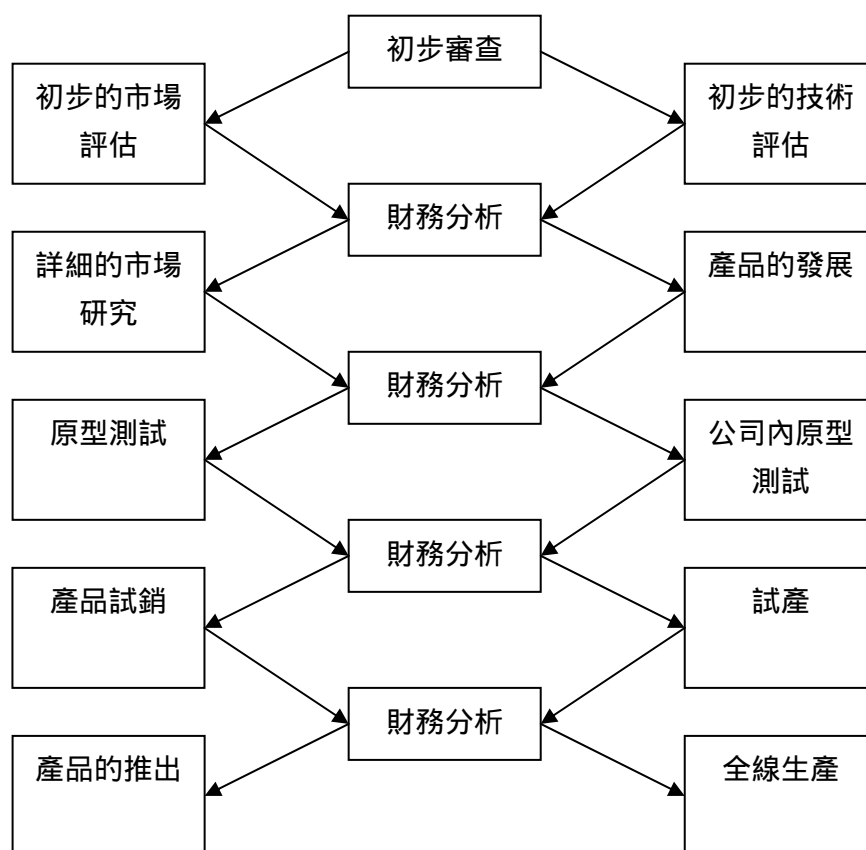 初步審查
初步的市場
評估
初步的技術
評估
財務分析
詳細的市場
研究
產品的發展
財務分析
原型測試
公司內原型
測試
財務分析
產品試銷
試產
財務分析
產品的推出
全線生產